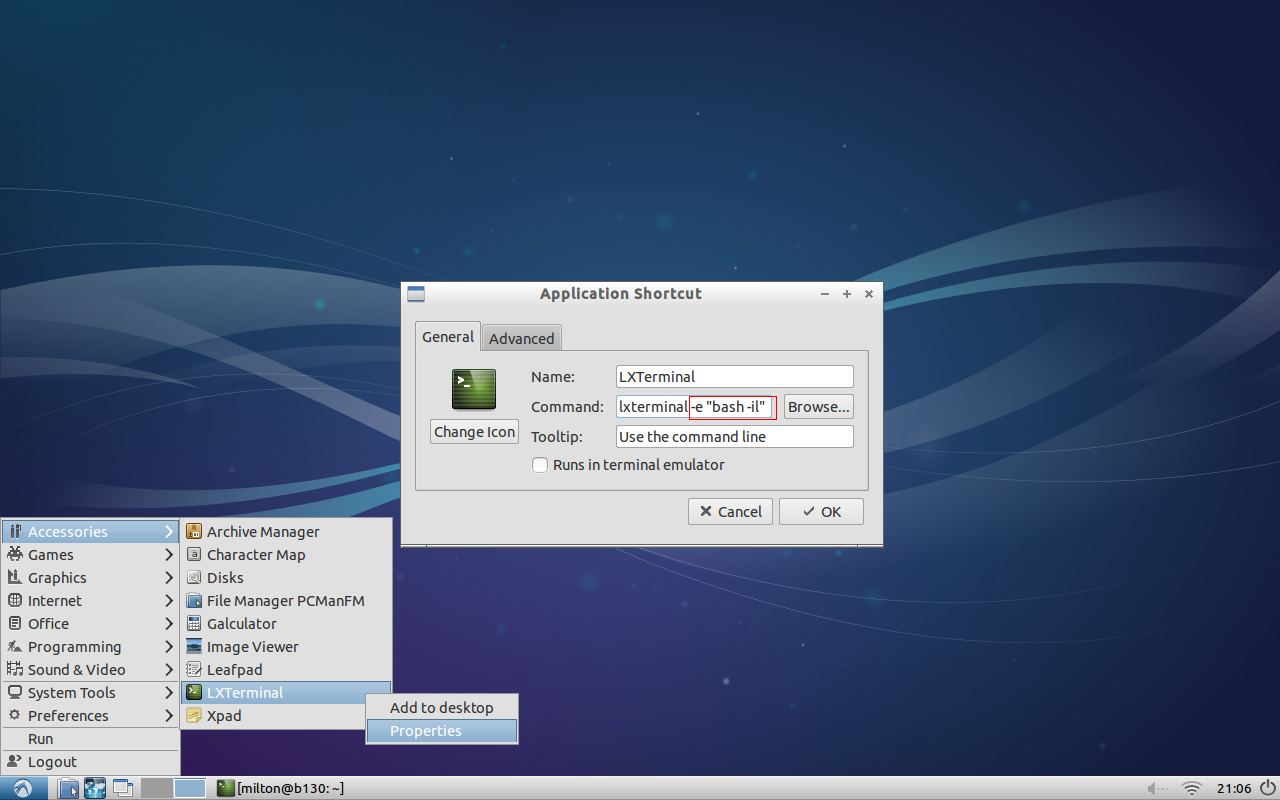 Application Shortcut
General
Advanced
Name:
LXTerminal
Change Icon
Command:
lxterminal -e "bash -il"
Browse...
Tooltip:
Use the command line
Runs in terminal emulator
Cancel
OK
Accessories
Games
Graphics
Internet
Office
Programming
Sound & Video
System Tools
Preferences
Run
Logout
Archive Manager
Character Map
Disks
File Manager PCManFM
Galculator
Image Viewer
Leafpad
LXTerminal
Xpad
Add to desktop
Properties
[milton@b130: ~]
21:06